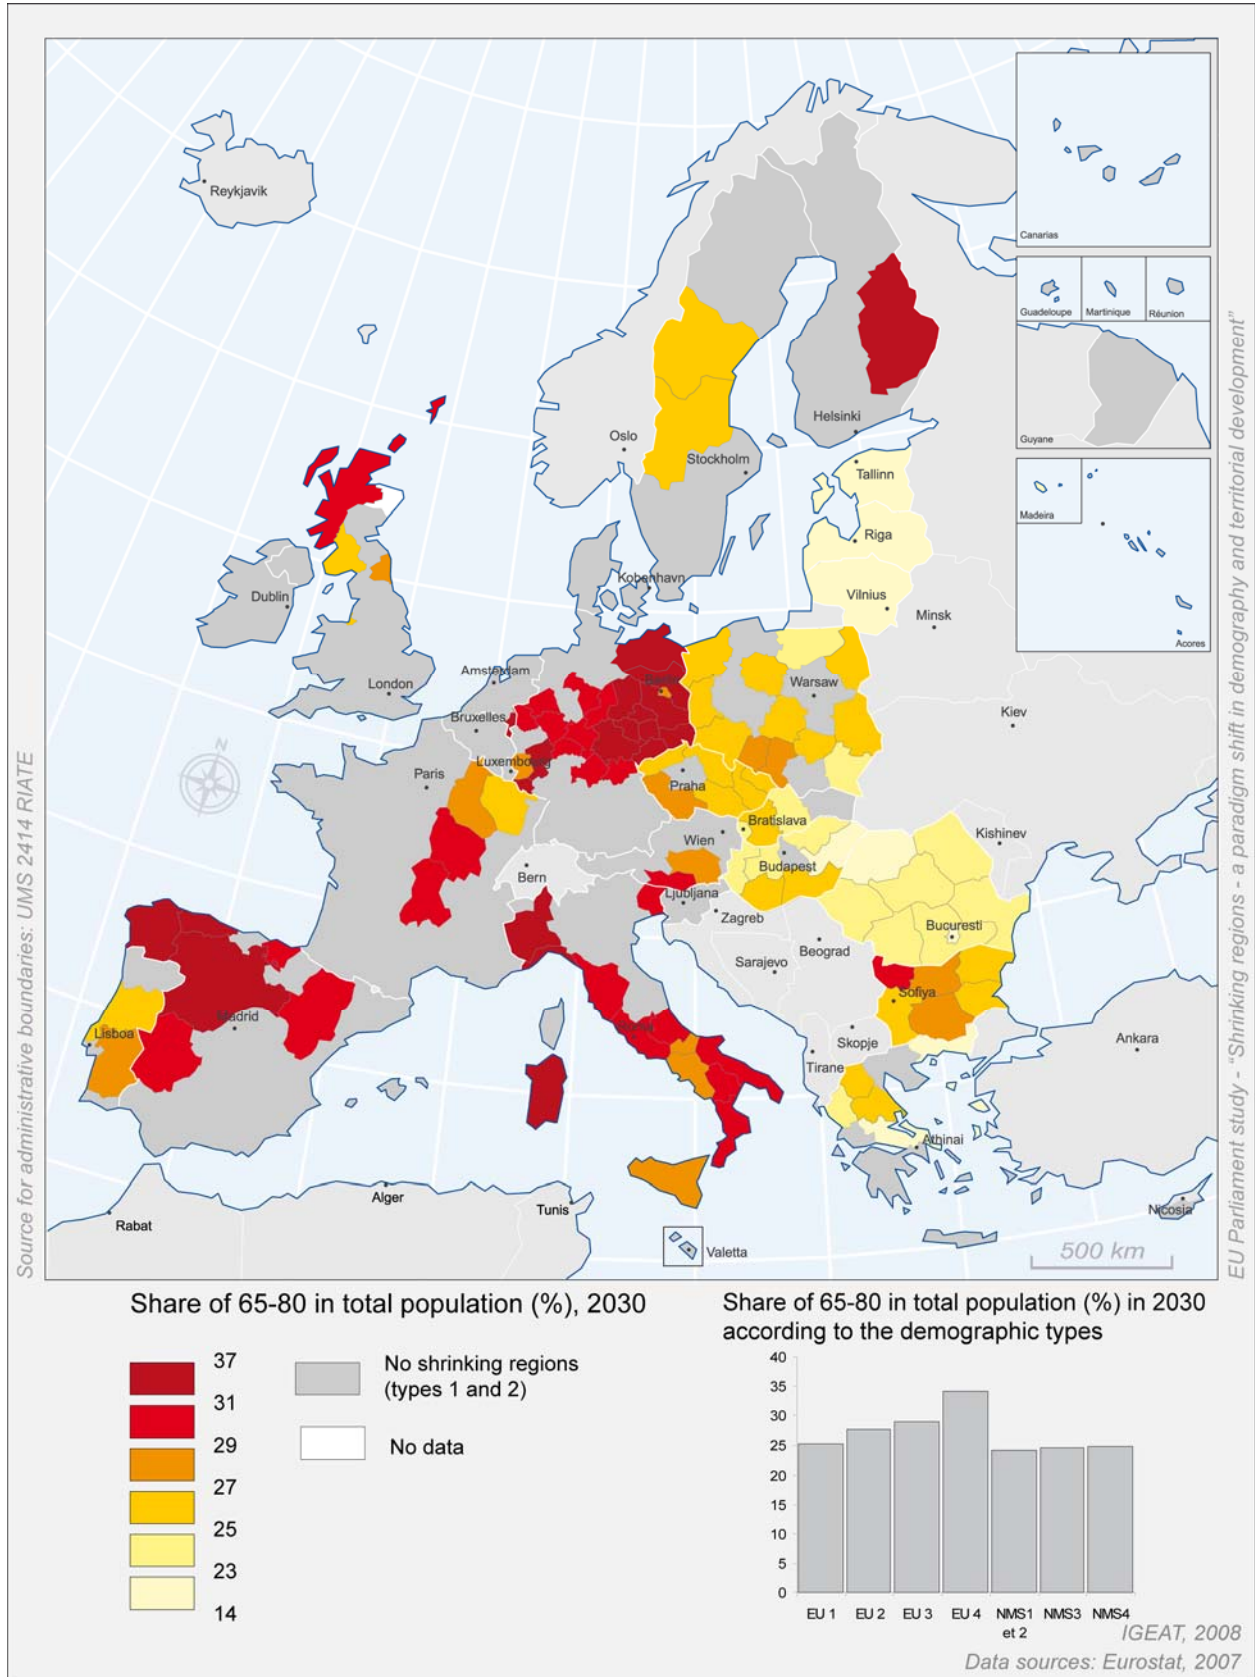 Reykjavik
Canarias
Guadeloupe
Martinique
Réunion
Guyane
Madeira
Acores
Helsinki
Oslo
Stockholm
Tallinn
Riga
Vilnius
Minsk
Kobenhavn
Dublin
London
Amsterdam
Bruxelles
Berlin
Warsaw
Kiev
Luxembourg
Paris
Praha
Wien
Bratislava
Budapest
Kishinev
Bern
Ljubljana
Zagreb
Beograd
Bucuresti
Sarajevo
Sofiya
Skopje
Tirane
Ankara
Lisboa
Madrid
Roma
Athinai
Nicosia
Alger
Tunis
Rabat
Valetta
N
500 km
Source for administrative boundaries: UMS 2414 RIATE
EU Parliament study - “Shrinking regions - a paradigm shift in demography and territorial development”
Share of 65-80 in total population (%), 2030
37
31
29
27
25
23
14
No shrinking regions
(types 1 and 2)
No data
Share of 65-80 in total population (%) in 2030
according to the demographic types
40
35
30
25
20
15
10
5
0
EU 1 EU 2 EU 3 EU 4 NMS1 NMS3 NMS4
et 2
IGEAT, 2008
Data sources: Eurostat, 2007